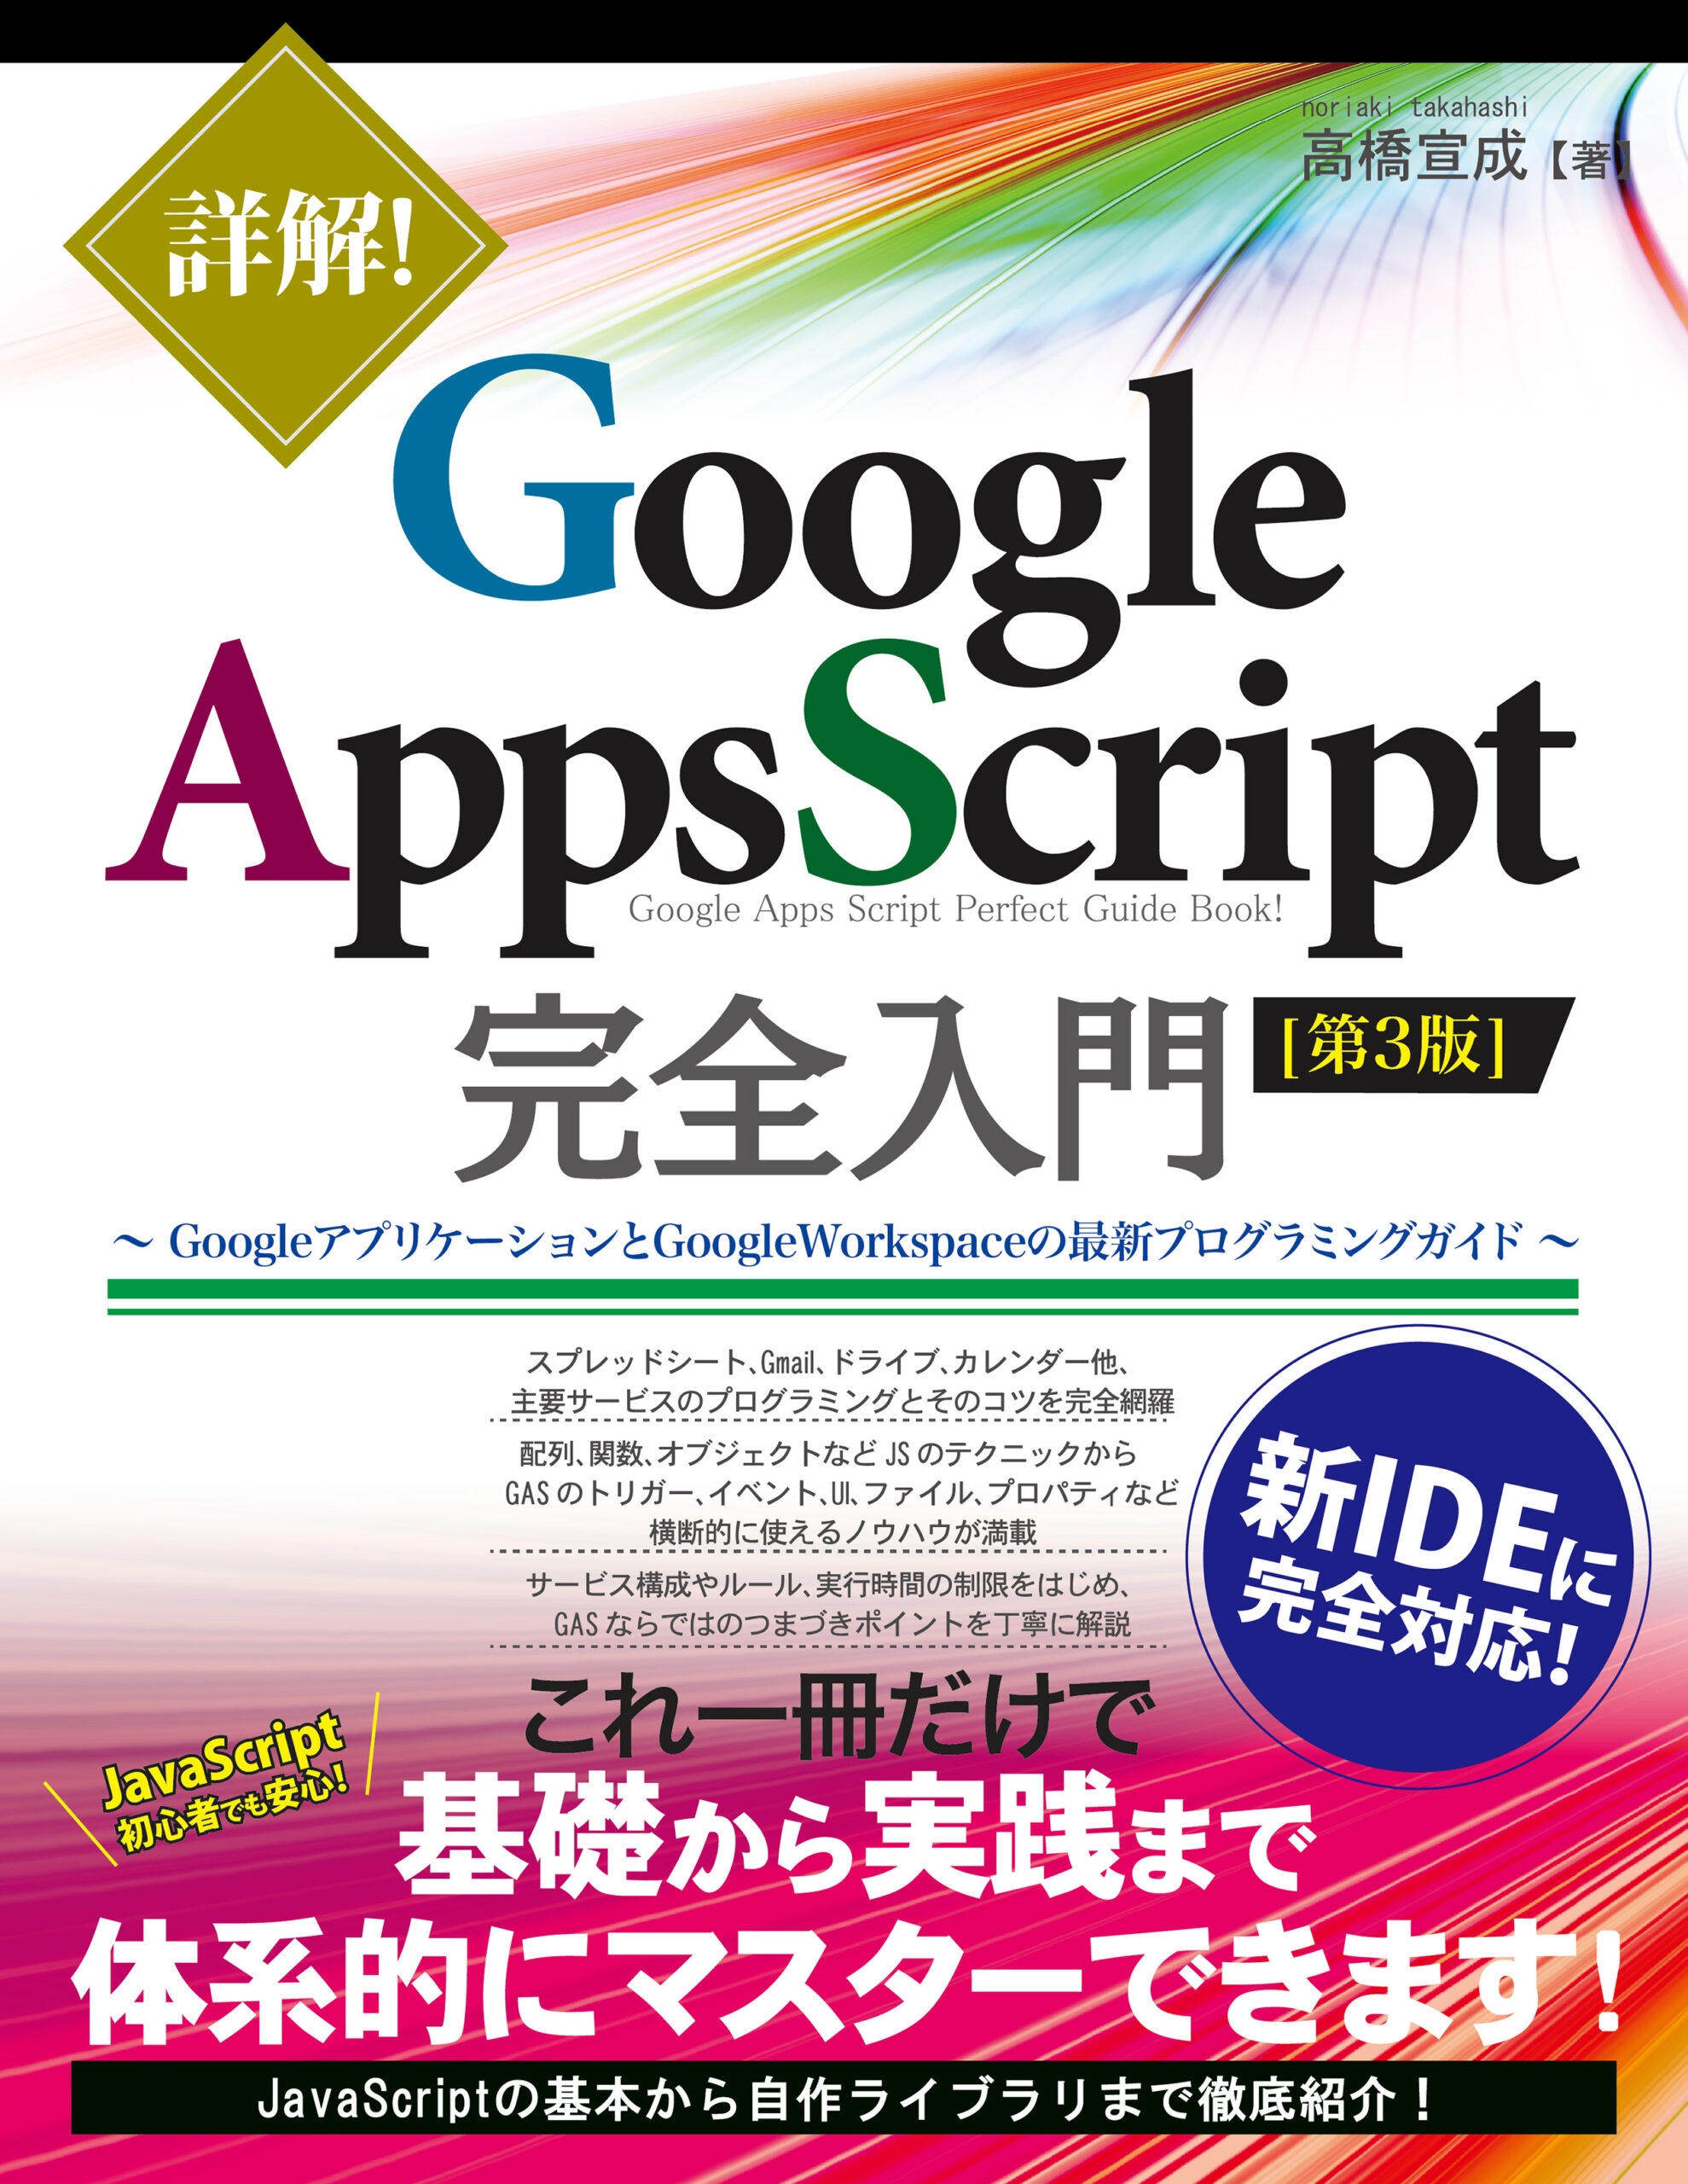 noriaki takahashi
高橋宣成【著】
詳解!
Google
AppsScript
Google Apps Script Perfect Guide Book!
完全入門
[第3版]
～ GoogleアプリケーションとGoogleWorkspaceの最新プログラミングガイド ～
スプレッドシート、Gmail、ドライブ、カレンダー他、
主要サービスのプログラミングとそのコツを完全網羅
配列、関数、オブジェクトなど JS のテクニックから
GAS のトリガー、イベント、UI、ファイル、プロパティなど
横断的に使えるノウハウが満載
サービス構成やルール、実行時間の制限をはじめ、
GAS ならではのつまづきポイントを丁寧に解説
新IDEに
完全対応!
これ一冊だけで
JavaScript
初心者でも安心!
基礎から実践まで
体系的にマスターできます!
JavaScriptの基本から自作ライブラリまで徹底紹介！